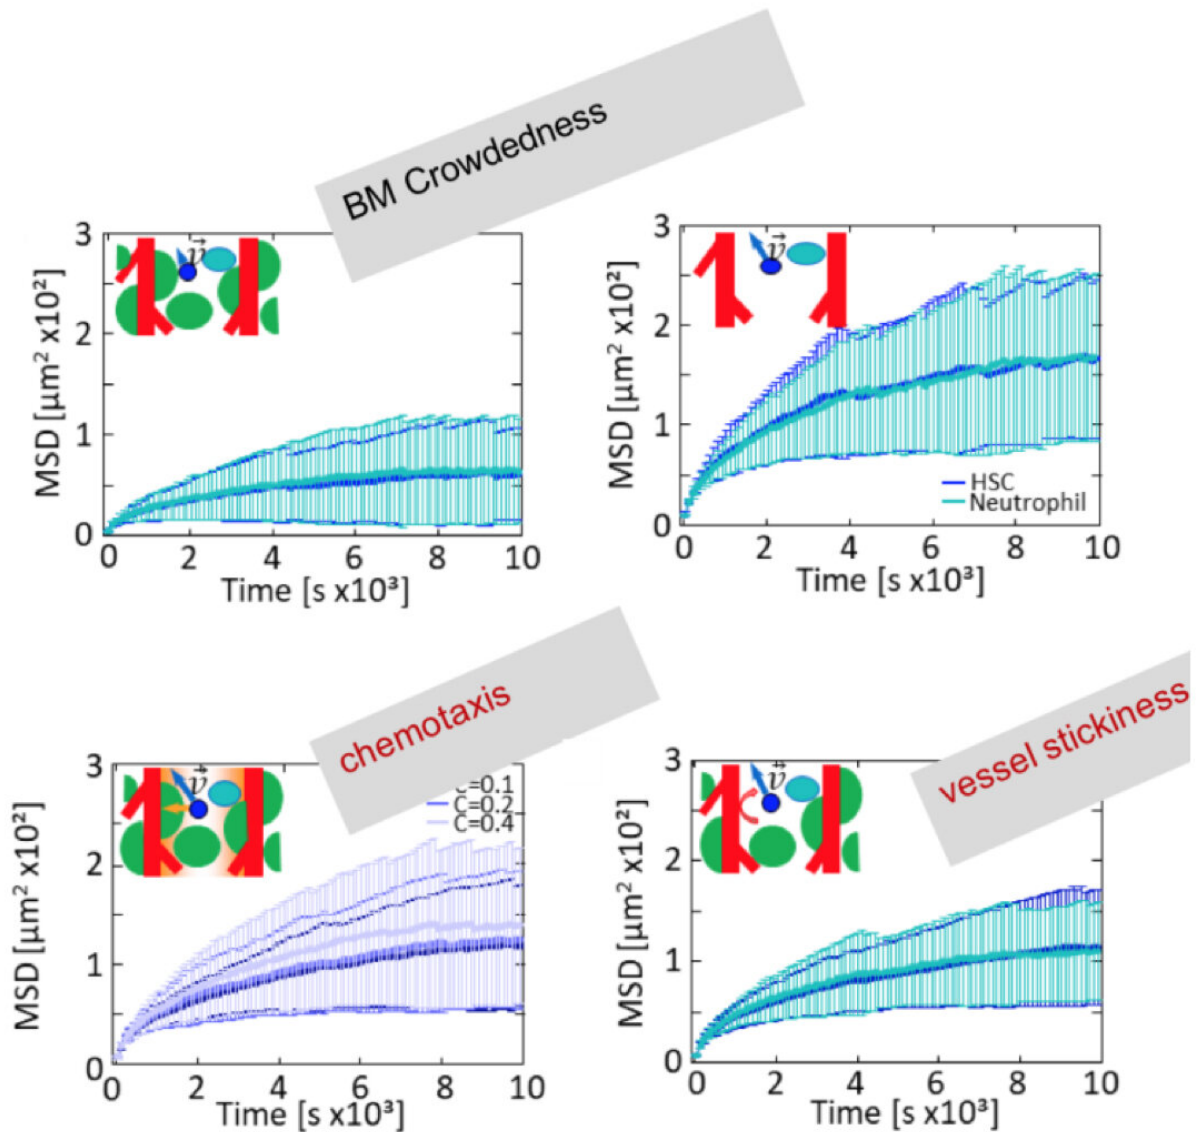 BM Crowdedness
3
2
1
0
MSD [μm² x10²]
0 2 4 6 8 10
Time [s x10³]
v
3
2
1
0
MSD [μm² x10²]
0 2 4 6 8 10
Time [s x10³]
v
HSC
Neutrophil
chemotaxis
3
2
1
0
MSD [μm² x10²]
0 2 4 6 8 10
Time [s x10³]
v
C=0.1
C=0.2
C=0.4
vessel stickiness
3
2
1
0
MSD [μm² x10²]
0 2 4 6 8 10
Time [s x10³]
v